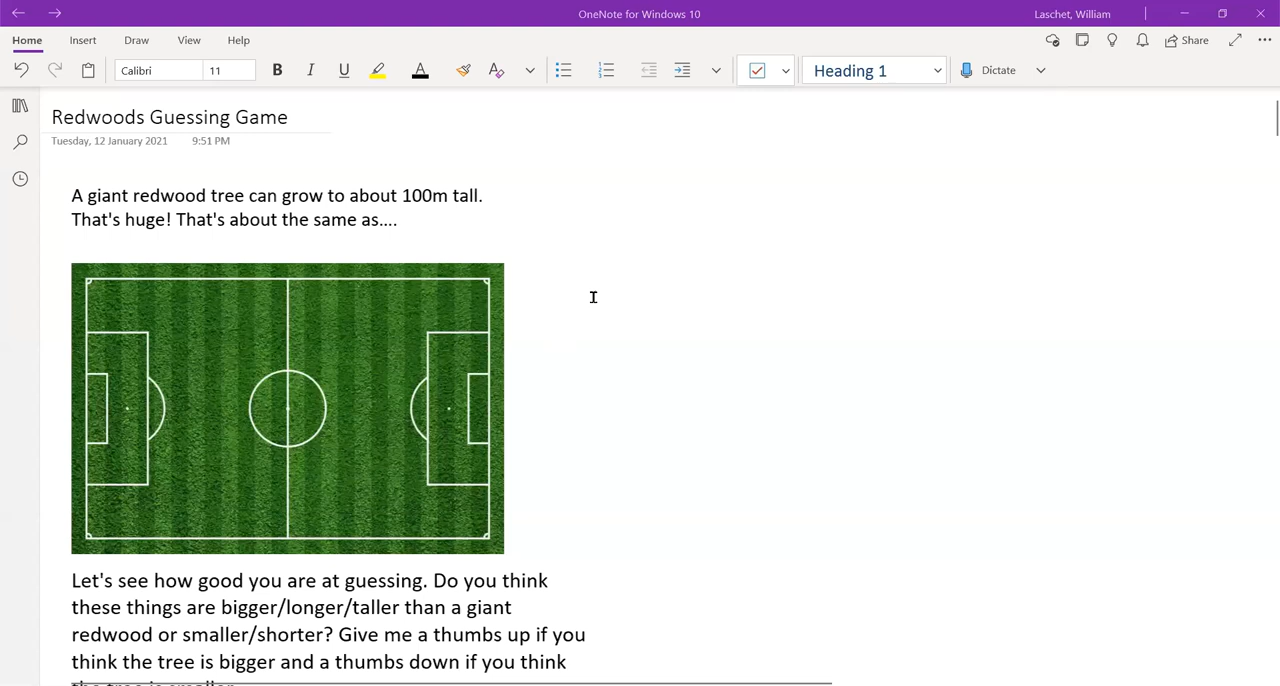 OneNote for Windows 10
Laschet, William
Home Insert Draw View Help
Share
Calibri 11 B I U A A Heading 1 Dictate
Redwoods Guessing Game
Tuesday, 12 January 2021 9:51 PM
A giant redwood tree can grow to about 100m tall.
That's huge! That's about the same as....
Let's see how good you are at guessing. Do you think
these things are bigger/longer/taller than a giant
redwood or smaller/shorter? Give me a thumbs up if you
think the tree is bigger and a thumbs down if you think
the tree is smaller